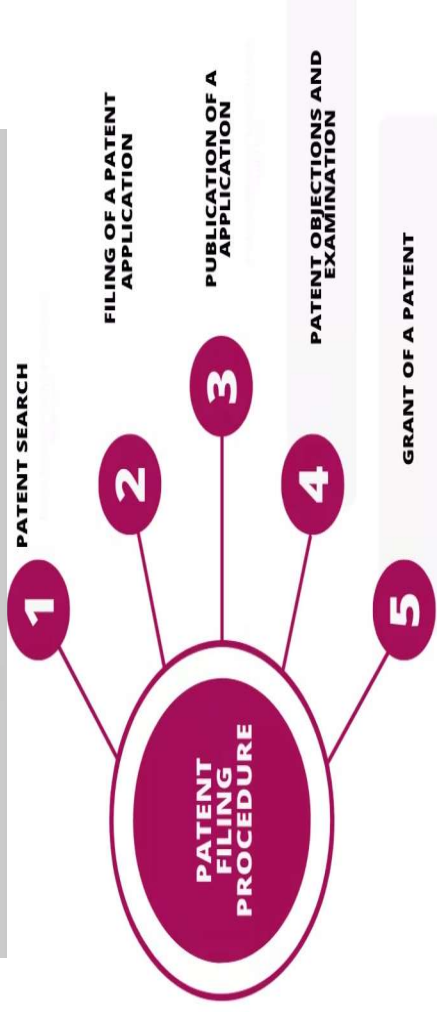 PATENT
FILING
PROCEDURE
1
PATENT SEARCH
2
FILING OF A PATENT
APPLICATION
3
PUBLICATION OF A
APPLICATION
4
PATENT OBJECTIONS AND
EXAMINATION
5
GRANT OF A PATENT